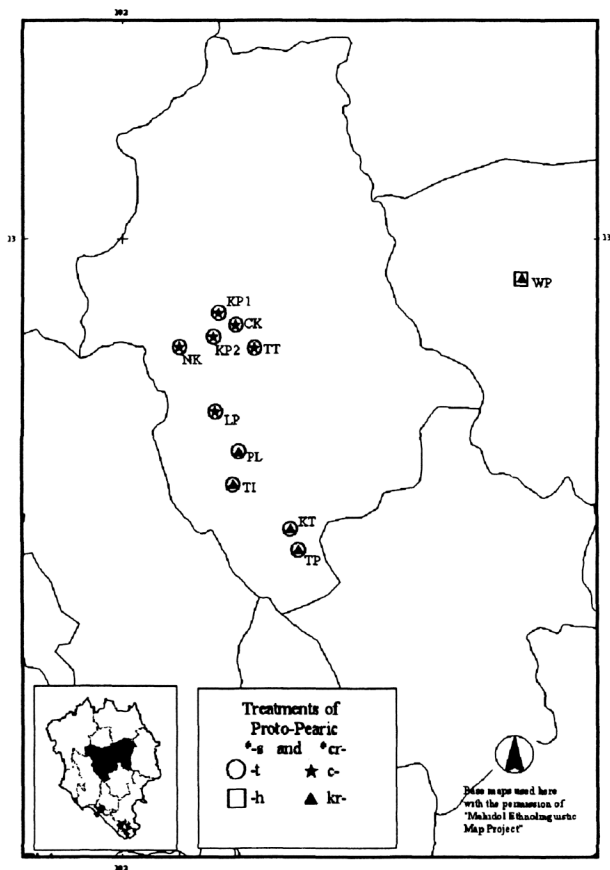 102
13
13
KP1
CK
KP2
TT
NK
WP
LP
PL
TI
KT
TP
Treatments of
Proto-Pearic
*-s and *cr-
-t c-
-h kr-
Base maps used here
with the permission of
"Mahidol Ethnolinguistic
Map Project"
102